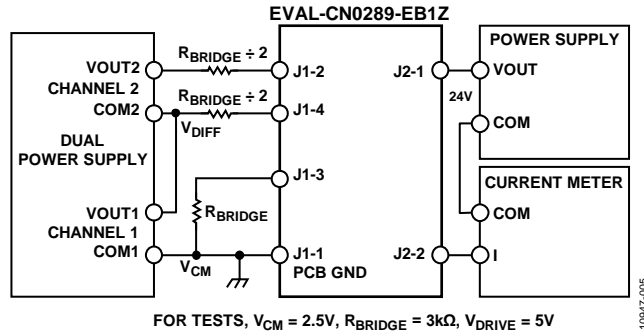 EVAL-CN0289-EB1Z
DUAL
POWER SUPPLY
VOUT2
CHANNEL 2
COM2
VOUT1
CHANNEL 1
COM1
RBRIDGE ÷ 2
RBRIDGE ÷ 2
VDIFF
RBRIDGE
VCM
J1-2
J1-4
J1-3
J1-1
PCB GND
J2-1
J2-2
24V
POWER SUPPLY
VOUT
COM
CURRENT METER
COM
I
FOR TESTS, VCM = 2.5V, RBRIDGE = 3kΩ, VDRIVE = 5V
10347-005